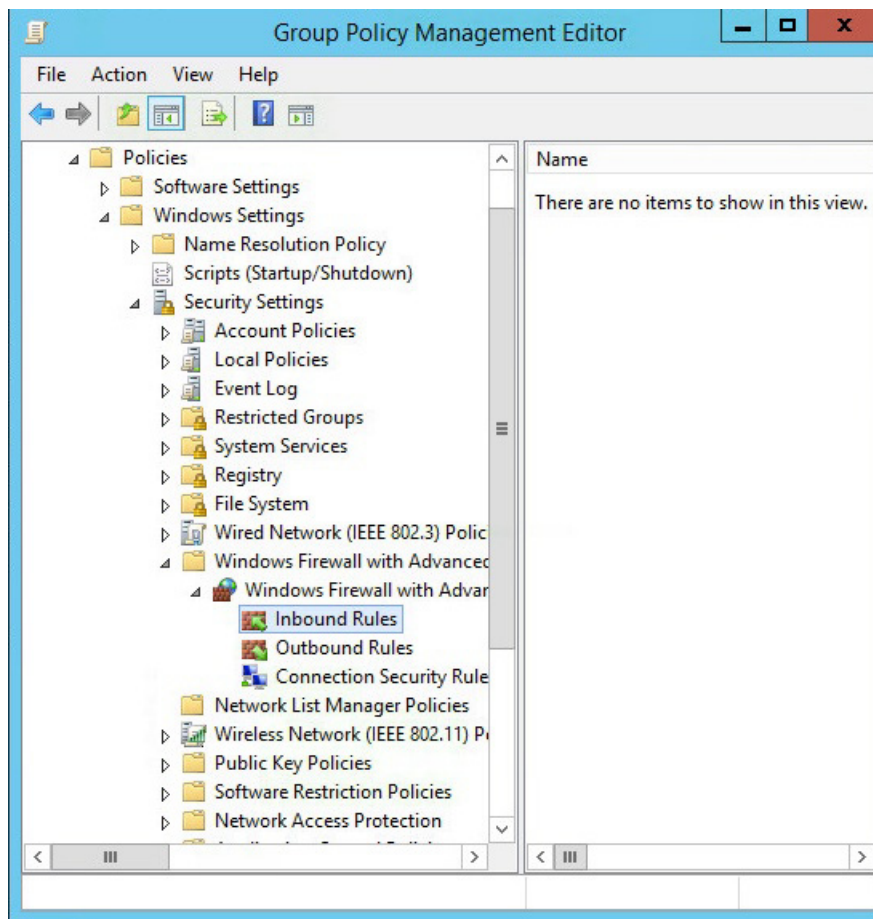 Group Policy Management Editor
File Action View Help
Policies
Software Settings
Windows Settings
Name Resolution Policy
Scripts (Startup/Shutdown)
Security Settings
Account Policies
Local Policies
Event Log
Restricted Groups
System Services
Registry
File System
Wired Network (IEEE 802.3) Polic
Windows Firewall with Advanced
Windows Firewall with Advar
Inbound Rules
Outbound Rules
Connection Security Rule
Network List Manager Policies
Wireless Network (IEEE 802.11) P
Public Key Policies
Software Restriction Policies
Network Access Protection
Name
There are no items to show in this view.